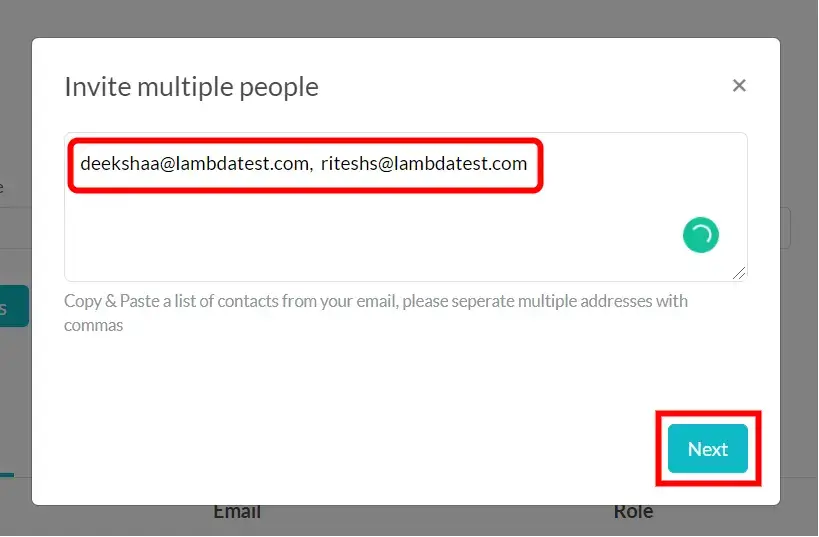 Invite multiple people ×
deekshaa@lambdatest.com, riteshs@lambdatest.com
e
Copy & Paste a list of contacts from your email, please seperate multiple addresses with
commas
s
Next
Email Role